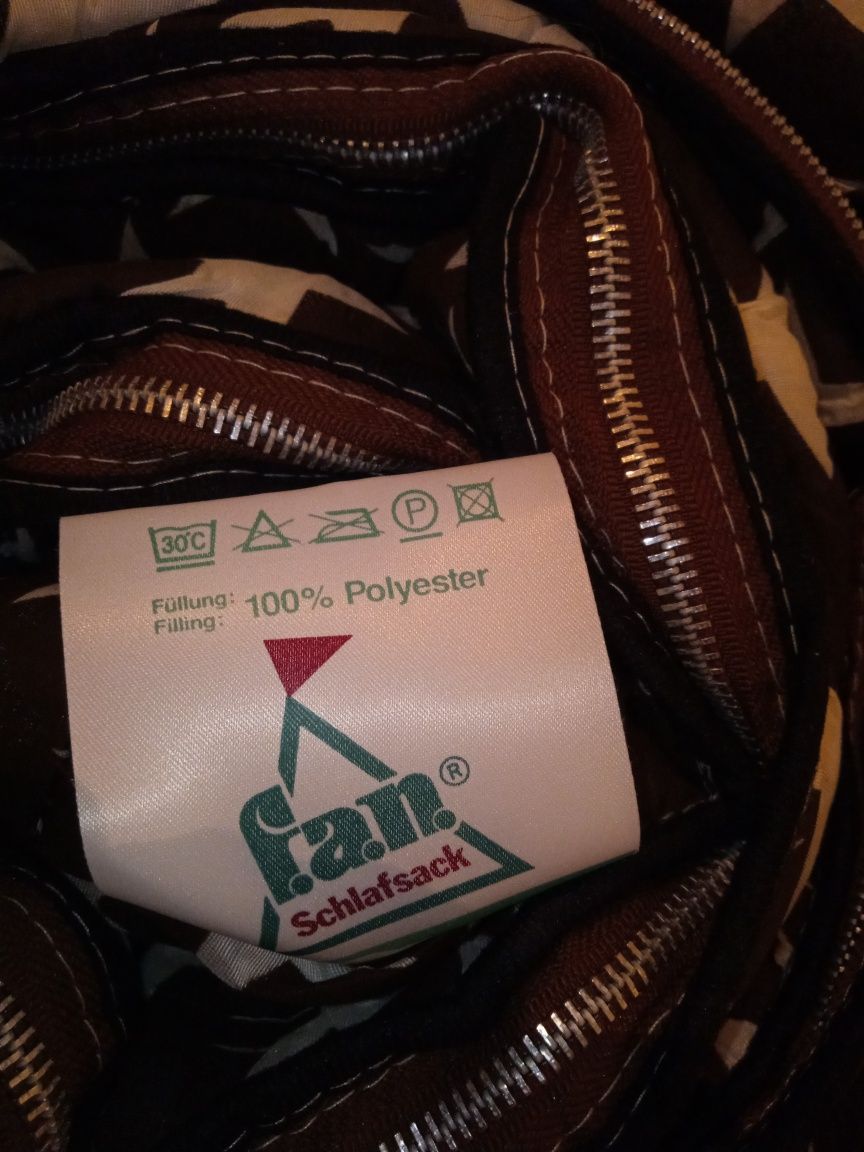 30°C P
Füllung: 100% Polyester
Filling:
f.a.n.®
Schlafsack